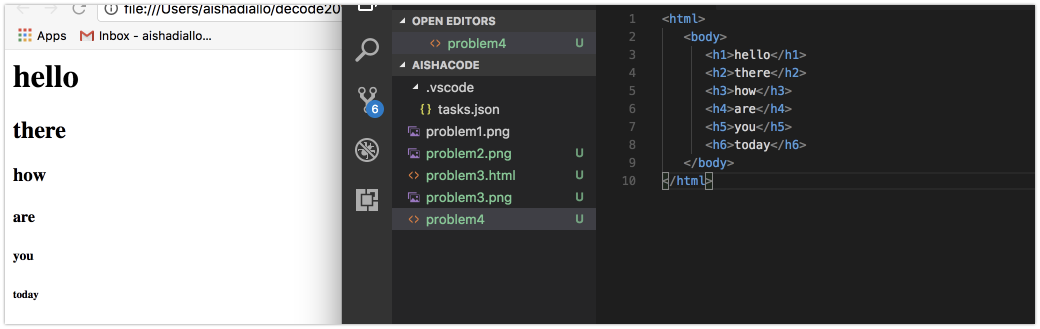 file:///Users/aishadiallo/decode20
Apps Inbox - aishadiallo...
hello
there
how
are
you
today
OPEN EDITORS
<> problem4 U
AISHACODE
.vscode
{} tasks.json
problem1.png
problem2.png U
<> problem3.html U
problem3.png U
<> problem4 U
6
1 <html>
2 <body>
3 <h1>hello</h1>
4 <h2>there</h2>
5 <h3>how</h3>
6 <h4>are</h4>
7 <h5>you</h5>
8 <h6>today</h6>
9 </body>
10 </html>